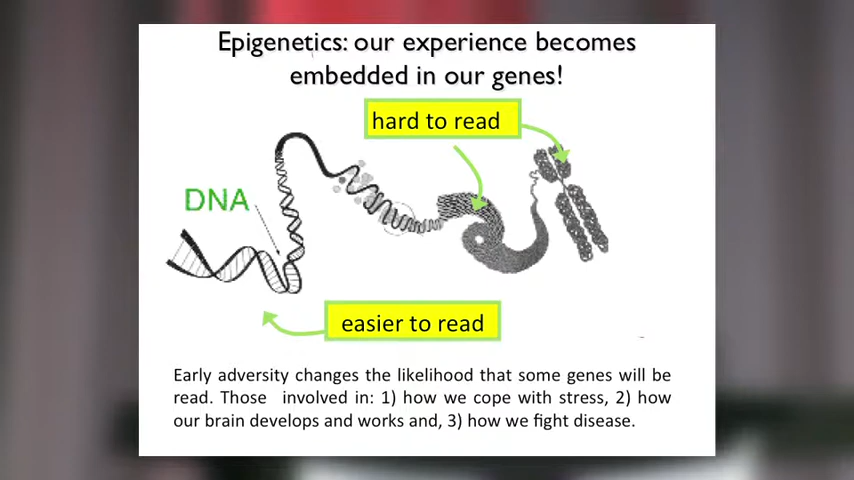 Epigenetics: our experience becomes
embedded in our genes!
hard to read
DNA
easier to read
Early adversity changes the likelihood that some genes will be
read. Those involved in: 1) how we cope with stress, 2) how
our brain develops and works and, 3) how we fight disease.